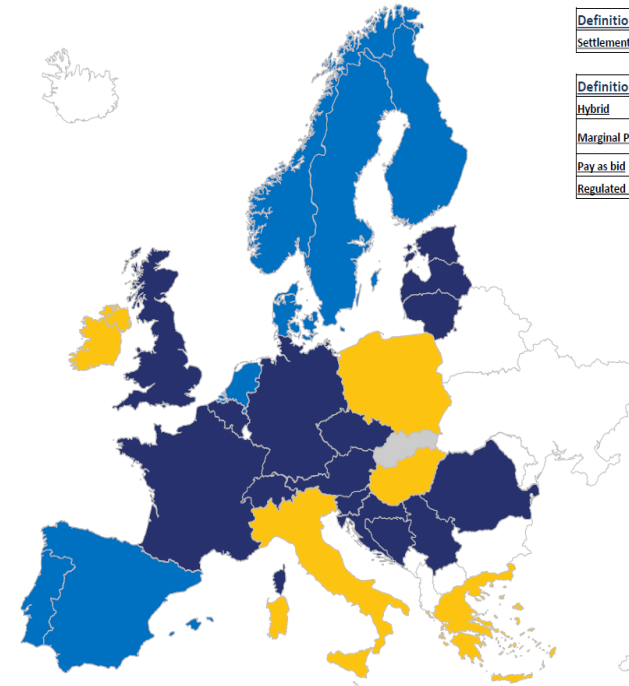 Definitio
Settlement
Definitio
Hybrid
Marginal P
Pay as bid
Regulated